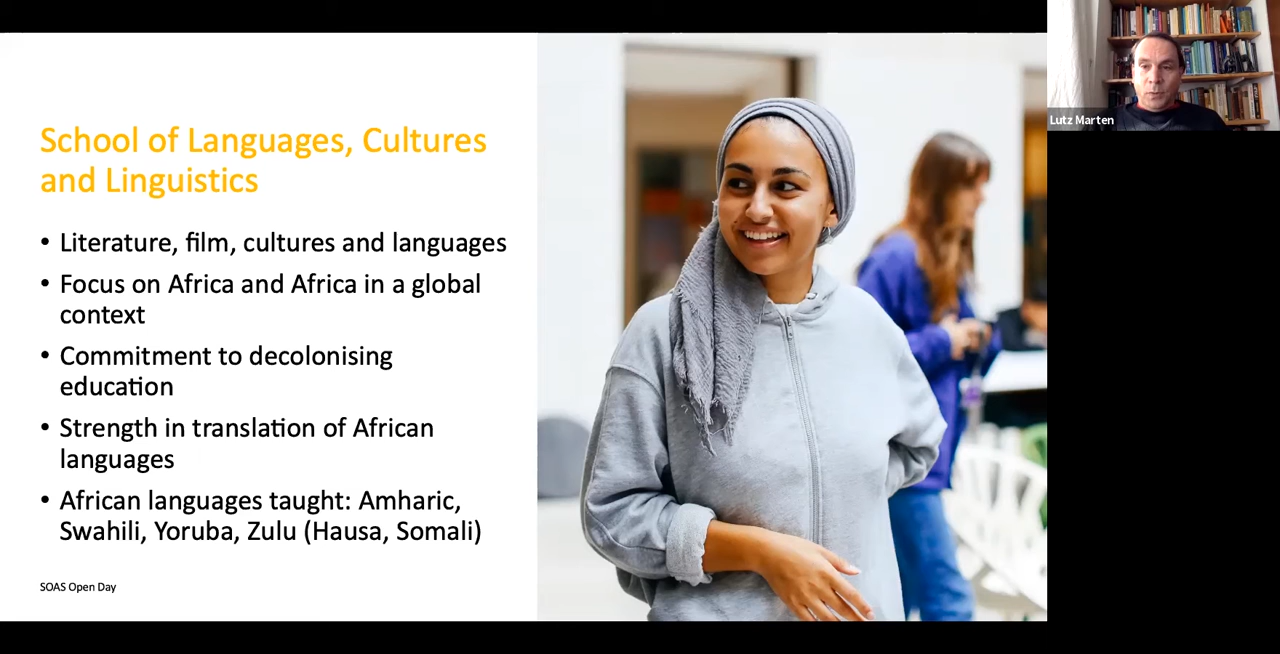 School of Languages, Cultures
and Linguistics
• Literature, film, cultures and languages
• Focus on Africa and Africa in a global
context
• Commitment to decolonising
education
• Strength in translation of African
languages
• African languages taught: Amharic,
Swahili, Yoruba, Zulu (Hausa, Somali)
SOAS Open Day
Lutz Marten